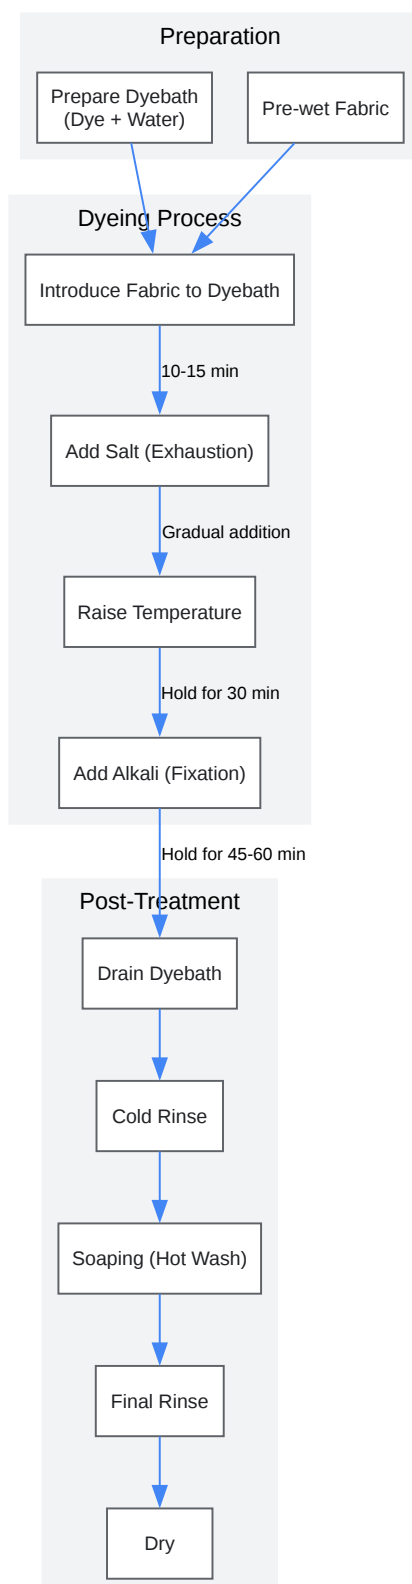 Preparation
Prepare Dyebath
(Dye + Water)
Pre-wet Fabric
Dyeing Process
Introduce Fabric to Dyebath
10-15 min
Add Salt (Exhaustion)
Gradual addition
Raise Temperature
Hold for 30 min
Add Alkali (Fixation)
Hold for 45-60 min
Post-Treatment
Drain Dyebath
Cold Rinse
Soaping (Hot Wash)
Final Rinse
Dry